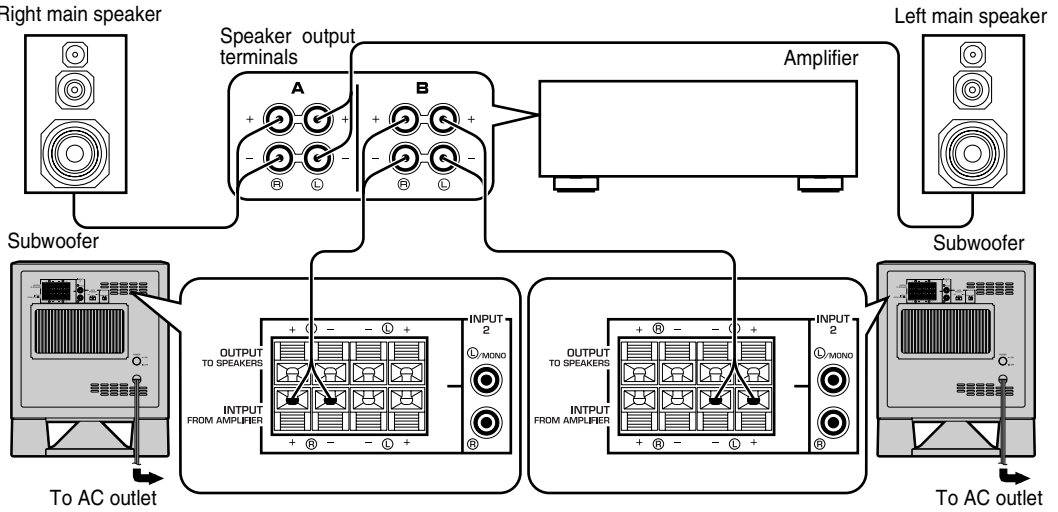 Right main speaker
Left main speaker
Speaker output
terminals
Amplifier
A B
+ + + +
- - - -
R L R L
Subwoofer
Subwoofer
+ - - L +
OUTPUT
TO SPEAKERS
INTPUT
FROM AMPLIFIER
+ R - - L +
INPUT
2
L/MONO
R
+ R - - +
OUTPUT
TO SPEAKERS
INTPUT
FROM AMPLIFIER
+ R - - L +
INPUT
2
L/MONO
R
To AC outlet
To AC outlet